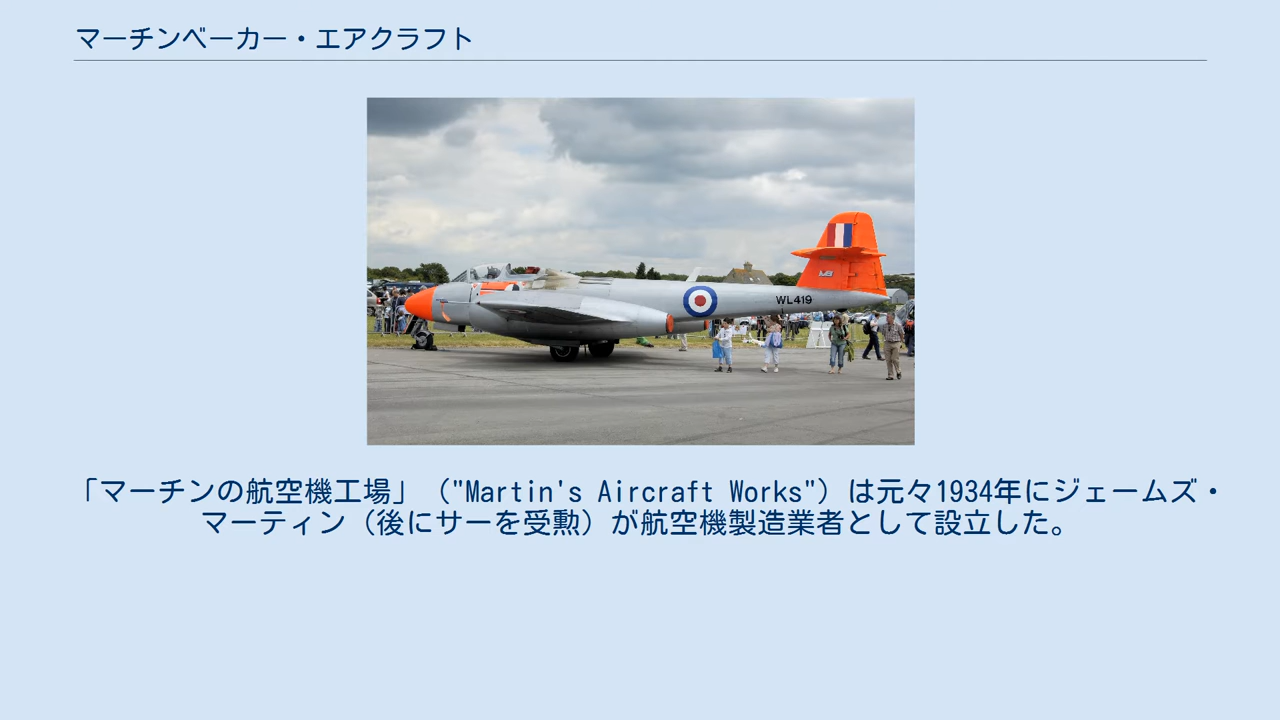 マーチンベーカー・エアクラフト
WL419
「マーチンの航空機工場」（"Martin's Aircraft Works"）は元々1934年にジェームズ・
マーティン（後にサーを受勲）が航空機製造業者として設立した。